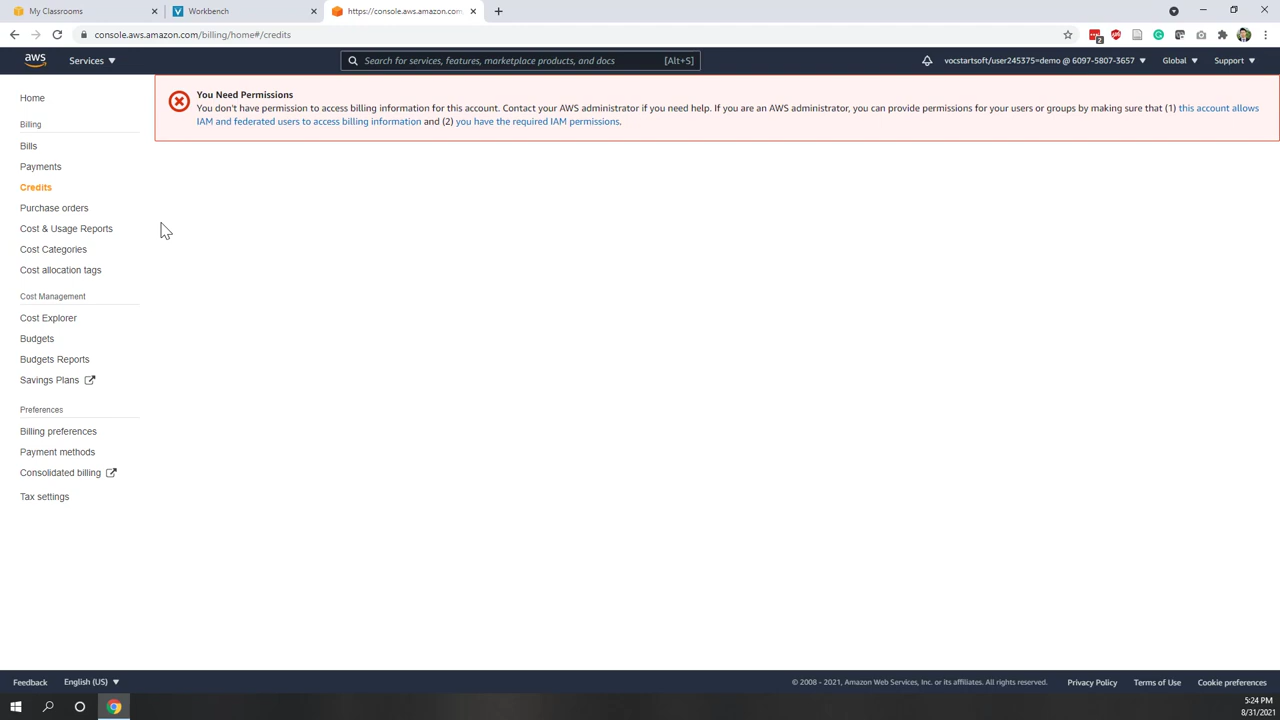 My Classrooms
Workbench
https://console.aws.amazon.com
console.aws.amazon.com/billing/home#/credits
2
aws
Services
Search for services, features, marketplace products, and docs
[Alt+S]
vocstartsoft/user245375=demo @ 6097-5807-3657
Global
Support
Home
Billing
Bills
Payments
Credits
Purchase orders
Cost & Usage Reports
Cost Categories
Cost allocation tags
Cost Management
Cost Explorer
Budgets
Budgets Reports
Savings Plans
Preferences
Billing preferences
Payment methods
Consolidated billing
Tax settings
You Need Permissions
You don't have permission to access billing information for this account. Contact your AWS administrator if you need help. If you are an AWS administrator, you can provide permissions for your users or groups by making sure that (1) this account allows
IAM and federated users to access billing information and (2) you have the required IAM permissions.
Feedback
English (US)
© 2008 - 2021, Amazon Web Services, Inc. or its affiliates. All rights reserved.
Privacy Policy
Terms of Use
Cookie preferences
5:24 PM
8/31/2021